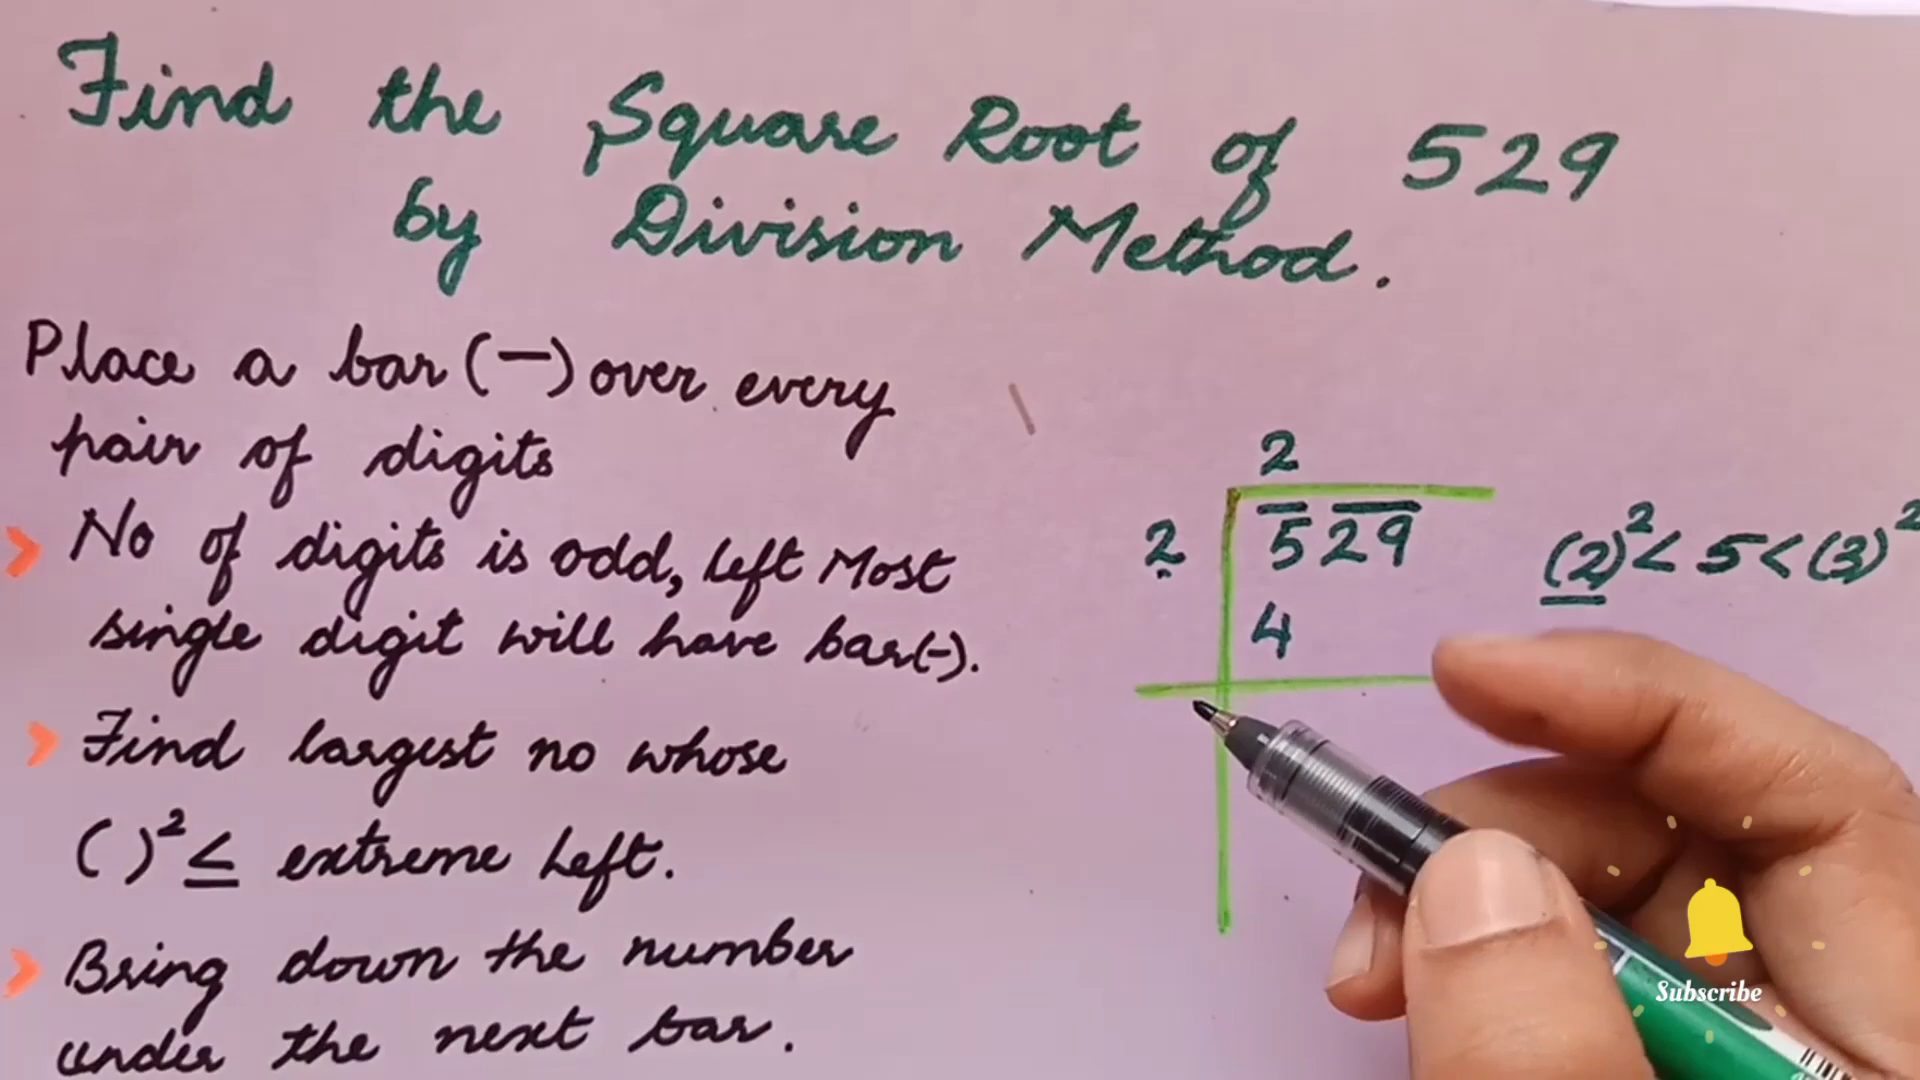 Find the Square Root of 529
by Division Method.
Place a bar (—) over every
pair of digits
No of digits is odd, left Most
single digit will have bar(-).
Find largest no whose
( )² ≤ extreme left.
Bring down the number
under the next bar.
2
2 5 29 (2)² < 5 < (3)²
4
Subscribe